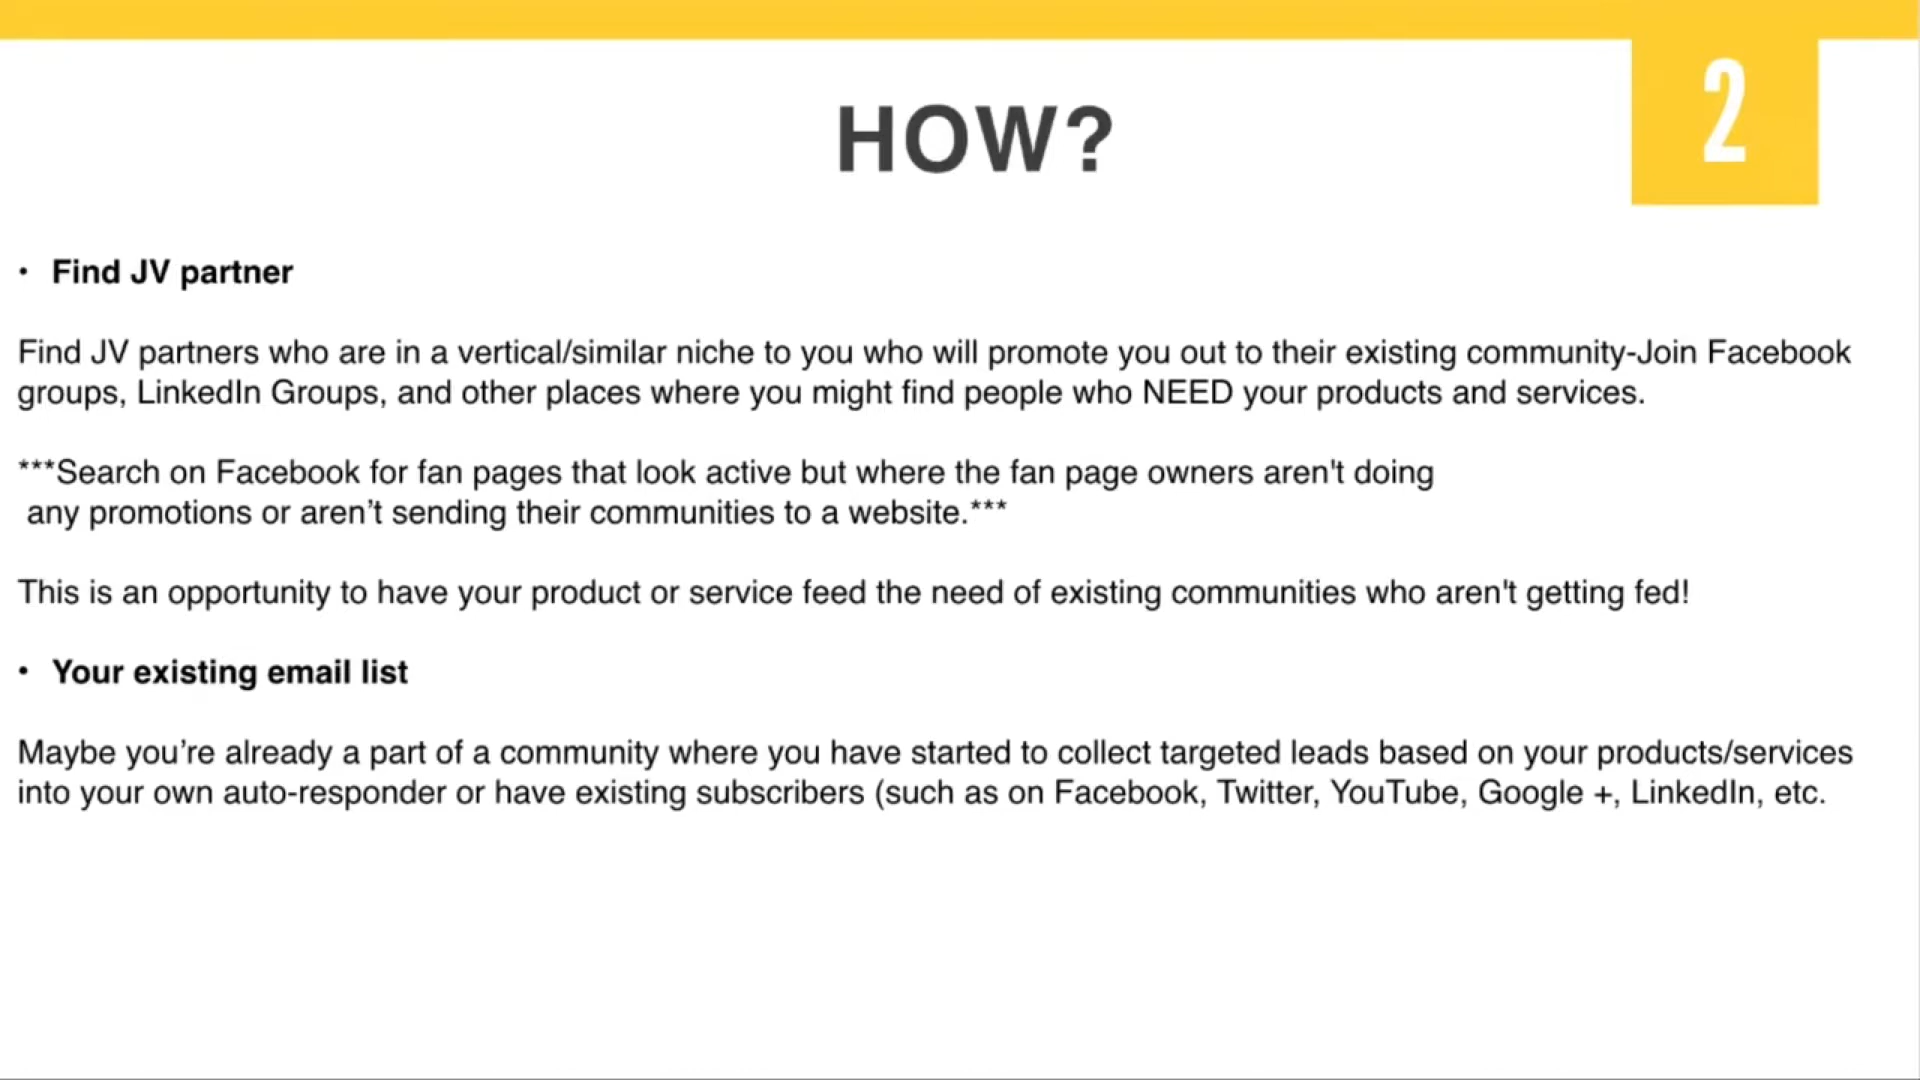 2
HOW?
• Find JV partner
Find JV partners who are in a vertical/similar niche to you who will promote you out to their existing community-Join Facebook
groups, LinkedIn Groups, and other places where you might find people who NEED your products and services.
***Search on Facebook for fan pages that look active but where the fan page owners aren't doing
any promotions or aren’t sending their communities to a website.***
This is an opportunity to have your product or service feed the need of existing communities who aren't getting fed!
• Your existing email list
Maybe you’re already a part of a community where you have started to collect targeted leads based on your products/services
into your own auto-responder or have existing subscribers (such as on Facebook, Twitter, YouTube, Google +, LinkedIn, etc.